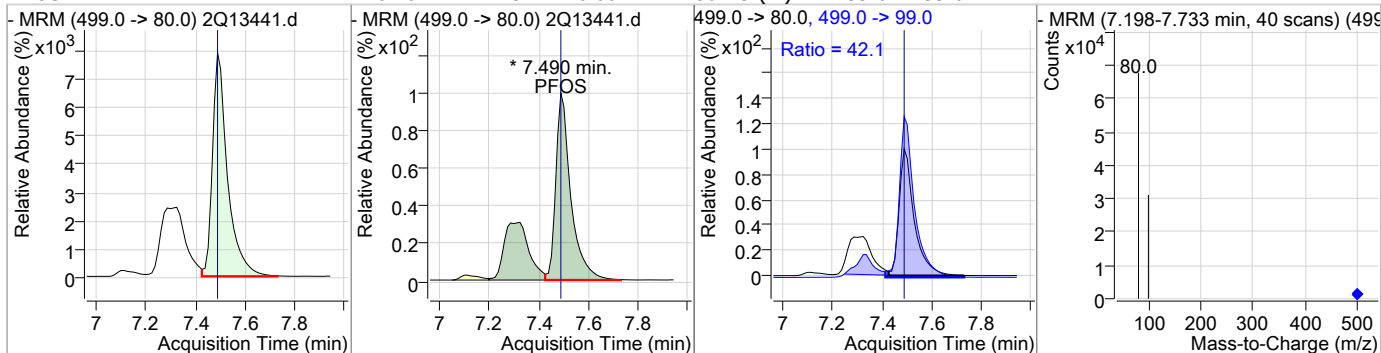 - MRM (499.0 -> 80.0) 2Q13441.d
Relative Abundance (%)
x10³
7
6
5
4
3
2
1
0
7 7.2 7.4 7.6 7.8
Acquisition Time (min)
Relative Abundance (%)
x10²
* 7.490 min.
PFOS
1
0.8
0.6
0.4
0.2
0
7 7.2 7.4 7.6 7.8
Acquisition Time (min)
499.0 -> 80.0, 499.0 -> 99.0
Relative Abundance (%)
x10²
Ratio = 42.1
1.4
1.2
1
0.8
0.6
0.4
0.2
0
7 7.2 7.4 7.6 7.8
Acquisition Time (min)
- MRM (7.198-7.733 min, 40 scans) (499
Counts
x10⁴
80.0
6
5
4
3
2
1
0
100 200 300 400 500
Mass-to-Charge (m/z)